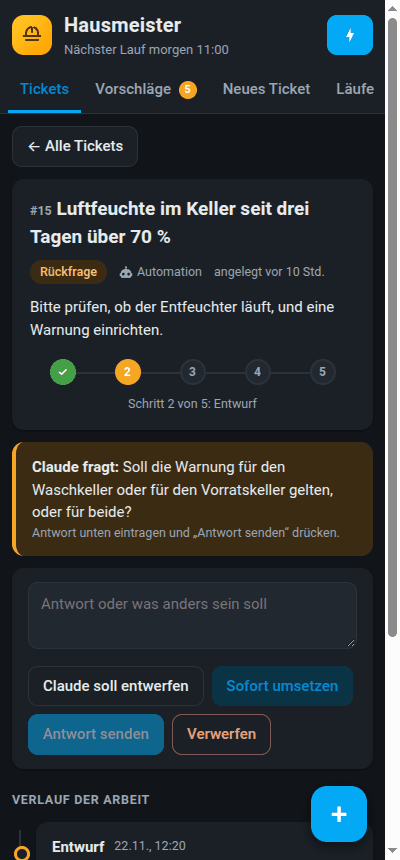 Hausmeister
Nächster Lauf morgen 11:00
Tickets Vorschläge 5 Neues Ticket Läufe
← Alle Tickets
#15 Luftfeuchte im Keller seit drei
Tagen über 70 %
Rückfrage Automation angelegt vor 10 Std.
Bitte prüfen, ob der Entfeuchter läuft, und eine
Warnung einrichten.
2 3 4 5
Schritt 2 von 5: Entwurf
Claude fragt: Soll die Warnung für den
Waschkeller oder für den Vorratskeller gelten,
oder für beide?
Antwort unten eintragen und „Antwort senden“ drücken.
Antwort oder was anders sein soll
Claude soll entwerfen Sofort umsetzen
Antwort senden Verwerfen
VERLAUF DER ARBEIT
+
Entwurf 22.11., 12:20